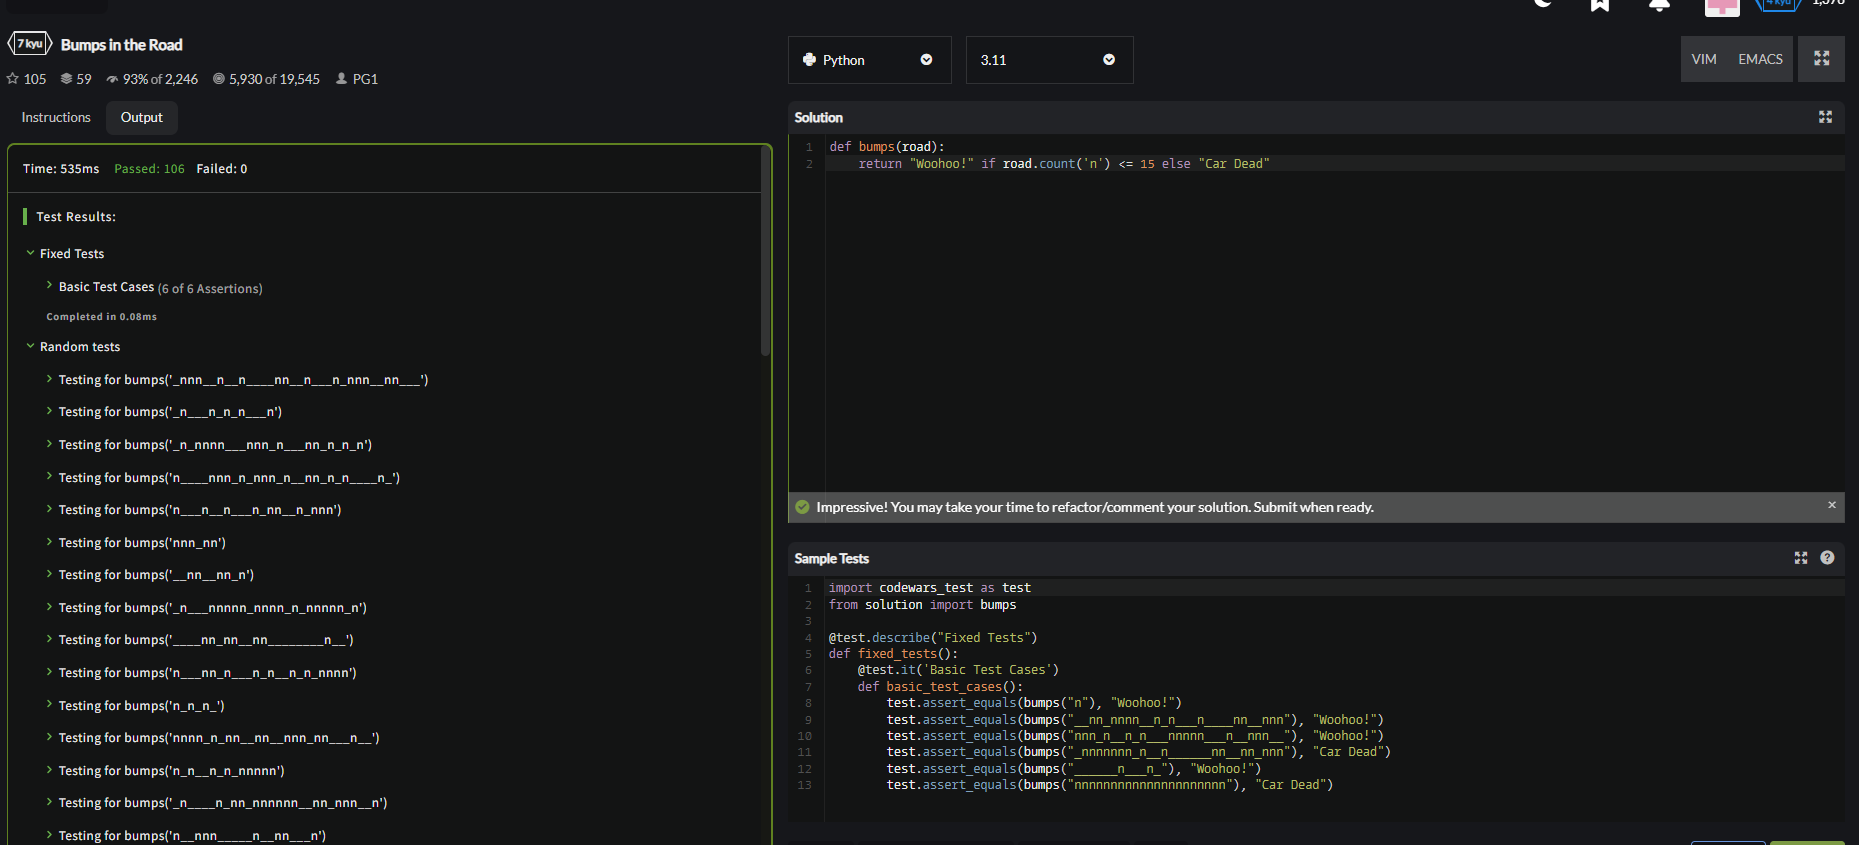 4 kyu 1,376
7 kyu Bumps in the Road
105 59 93% of 2,246 5,930 of 19,545 PG1
Instructions Output
Time: 535ms Passed: 106 Failed: 0
Test Results:
Fixed Tests
Basic Test Cases (6 of 6 Assertions)
Completed in 0.08ms
Random tests
Testing for bumps('_nnn__n__n____nn__n___n_nnn__nn___')
Testing for bumps('_n___n_n_n___n')
Testing for bumps('_n_nnnn___nnn_n___nn_n_n_n')
Testing for bumps('n____nnn_n_nnn_n__nn_n_n____n_')
Testing for bumps('n___n__n___n_nn__n_nnn')
Testing for bumps('nnn_nn')
Testing for bumps('__nn__nn_n')
Testing for bumps('_n___nnnnn_nnnn_n_nnnnn_n')
Testing for bumps('____nn_nn__nn________n__')
Testing for bumps('n___nn_n___n_n__n_n_nnnn')
Testing for bumps('n_n_n_')
Testing for bumps('nnnn_n_nn__nn__nnn_nn___n__')
Testing for bumps('n_n__n_n_nnnnn')
Testing for bumps('_n____n_nn_nnnnnn__nn_nnn__n')
Testing for bumps('n__nnn_____n__nn___n')
Python 3.11 VIM EMACS
Solution
1 def bumps(road):
2 return "Woohoo!" if road.count('n') <= 15 else "Car Dead"
Impressive! You may take your time to refactor/comment your solution. Submit when ready. ×
Sample Tests ?
1 import codewars_test as test
2 from solution import bumps
3
4 @test.describe("Fixed Tests")
5 def fixed_tests():
6 @test.it('Basic Test Cases')
7 def basic_test_cases():
8 test.assert_equals(bumps("n"), "Woohoo!")
9 test.assert_equals(bumps("__nn_nnnn__n_n___n____nn__nnn"), "Woohoo!")
10 test.assert_equals(bumps("nnn_n__n_n___nnnnn___n__nnn__"), "Woohoo!")
11 test.assert_equals(bumps("_nnnnnnn_n__n______nn__nn_nnn"), "Car Dead")
12 test.assert_equals(bumps("______n___n_"), "Woohoo!")
13 test.assert_equals(bumps("nnnnnnnnnnnnnnnnnnnnn"), "Car Dead")